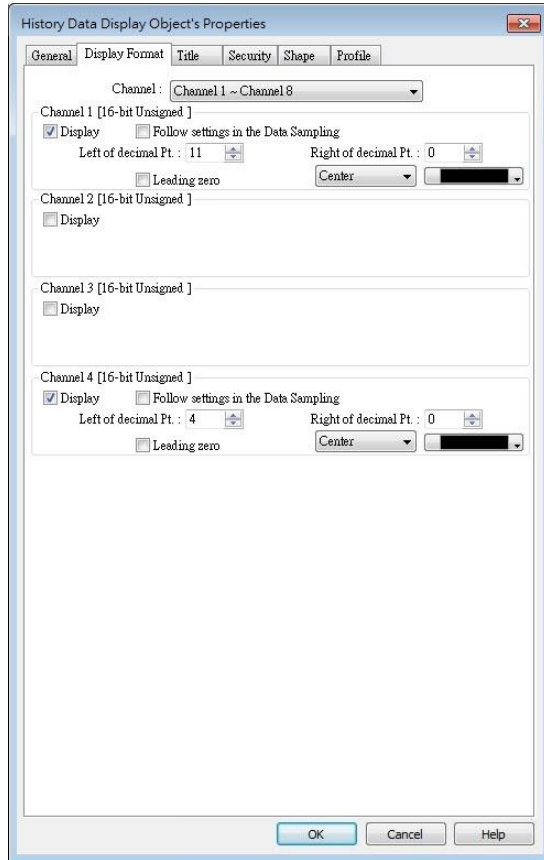 History Data Display Object's Properties
General Display Format Title Security Shape Profile
Channel : Channel 1 ~ Channel 8
Channel 1 [16-bit Unsigned ]
Display Follow settings in the Data Sampling
Left of decimal Pt. : 11 Right of decimal Pt. : 0
Leading zero Center
Channel 2 [16-bit Unsigned ]
Display
Channel 3 [16-bit Unsigned ]
Display
Channel 4 [16-bit Unsigned ]
Display Follow settings in the Data Sampling
Left of decimal Pt. : 4 Right of decimal Pt. : 0
Leading zero Center
OK Cancel Help